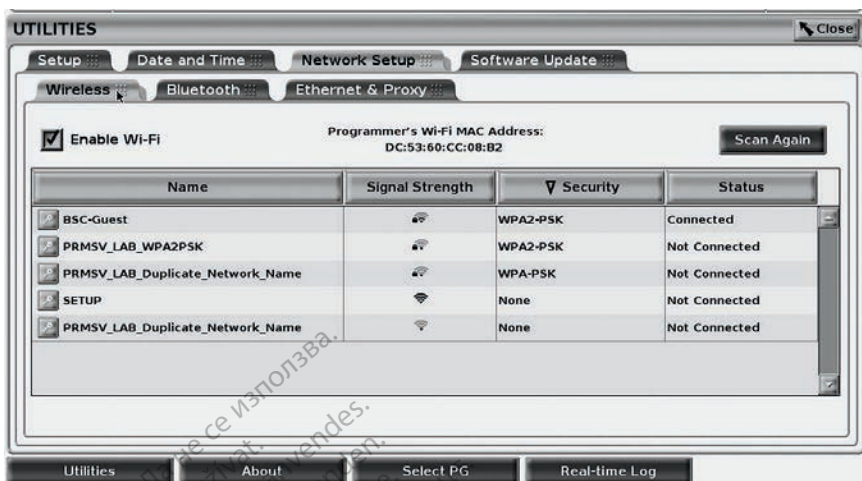 UTILITIES
Close
Setup Date and Time Network Setup Software Update
Wireless Bluetooth Ethernet & Proxy
Enable Wi-Fi
Programmer's Wi-Fi MAC Address:
DC:53:60:CC:08:B2
Scan Again
Name Signal Strength Security Status
BSC-Guest WPA2-PSK Connected
PRMSV_LAB_WPA2PSK WPA2-PSK Not Connected
PRMSV_LAB_Duplicate_Network_Name WPA-PSK Not Connected
SETUP None Not Connected
PRMSV_LAB_Duplicate_Network_Name None Not Connected
се използва.
Utilities About Select PG Real-time Log